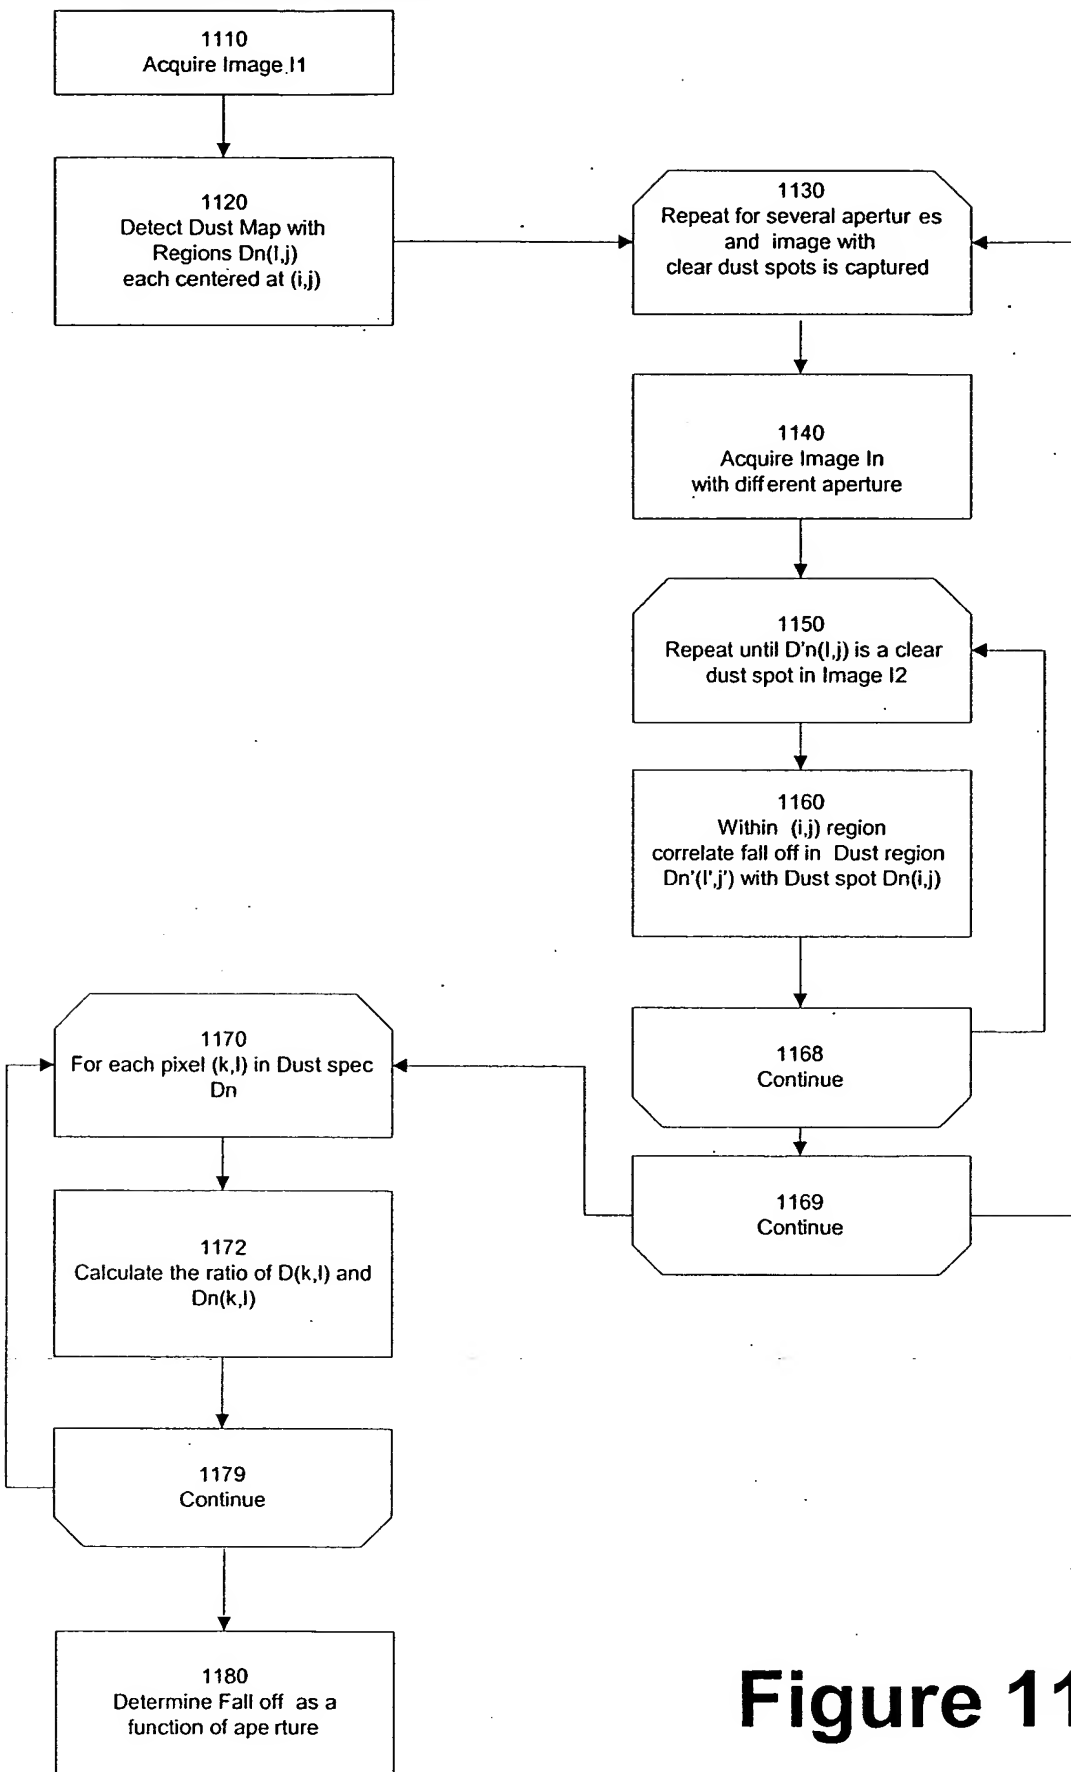 1110
Acquire Image I1
1120
Detect Dust Map with
Regions Dn(I,j)
each centered at (i,j)
1130
Repeat for several apertur es
and image with
clear dust spots is captured
1140
Acquire Image In
with different aperture
1150
Repeat until D'n(I,j) is a clear
dust spot in Image I2
1160
Within (i,j) region
correlate fall off in Dust region
Dn'(I',j') with Dust spot Dn(i,j)
1168
Continue
1169
Continue
1170
For each pixel (k,l) in Dust spec
Dn
1172
Calculate the ratio of D(k,l) and
Dn(k,l)
1179
Continue
1180
Determine Fall off as a
function of ape rture
Figure 11